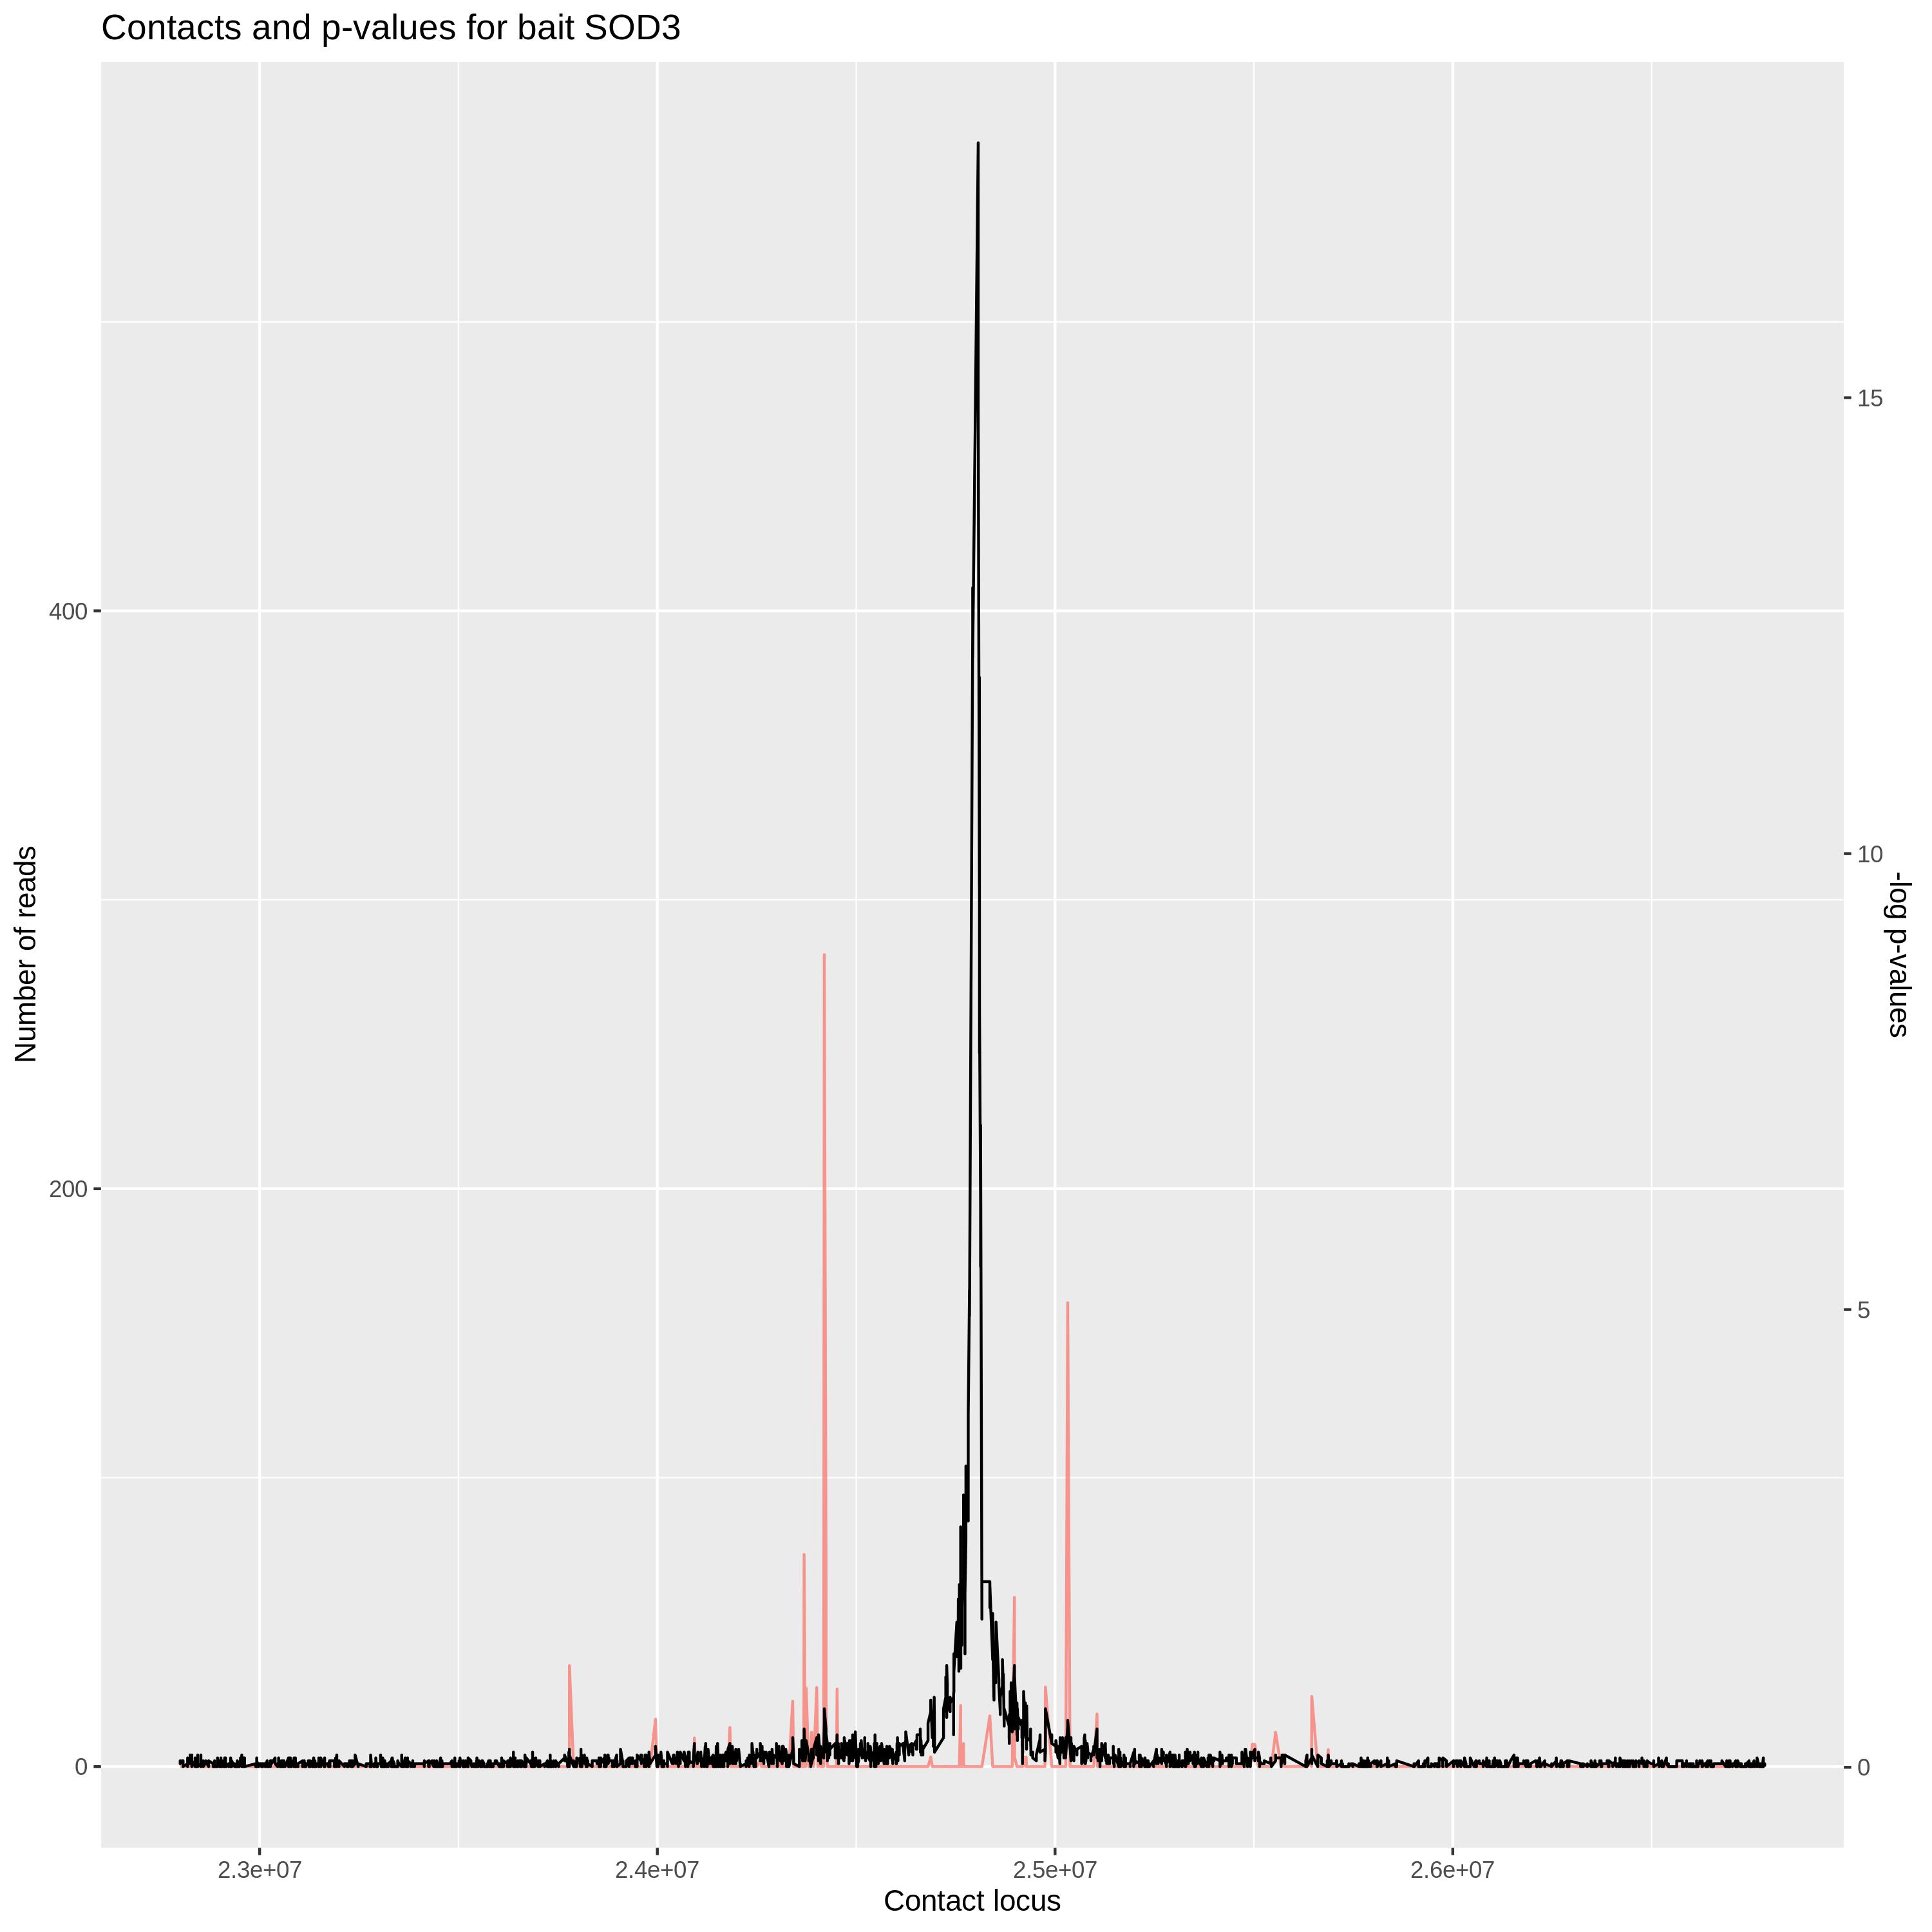 Contacts and p-values for bait SOD3
Number of reads
400
200
0
15
10
5
0
-log p-values
2.3e+07
2.4e+07
2.5e+07
2.6e+07
Contact locus